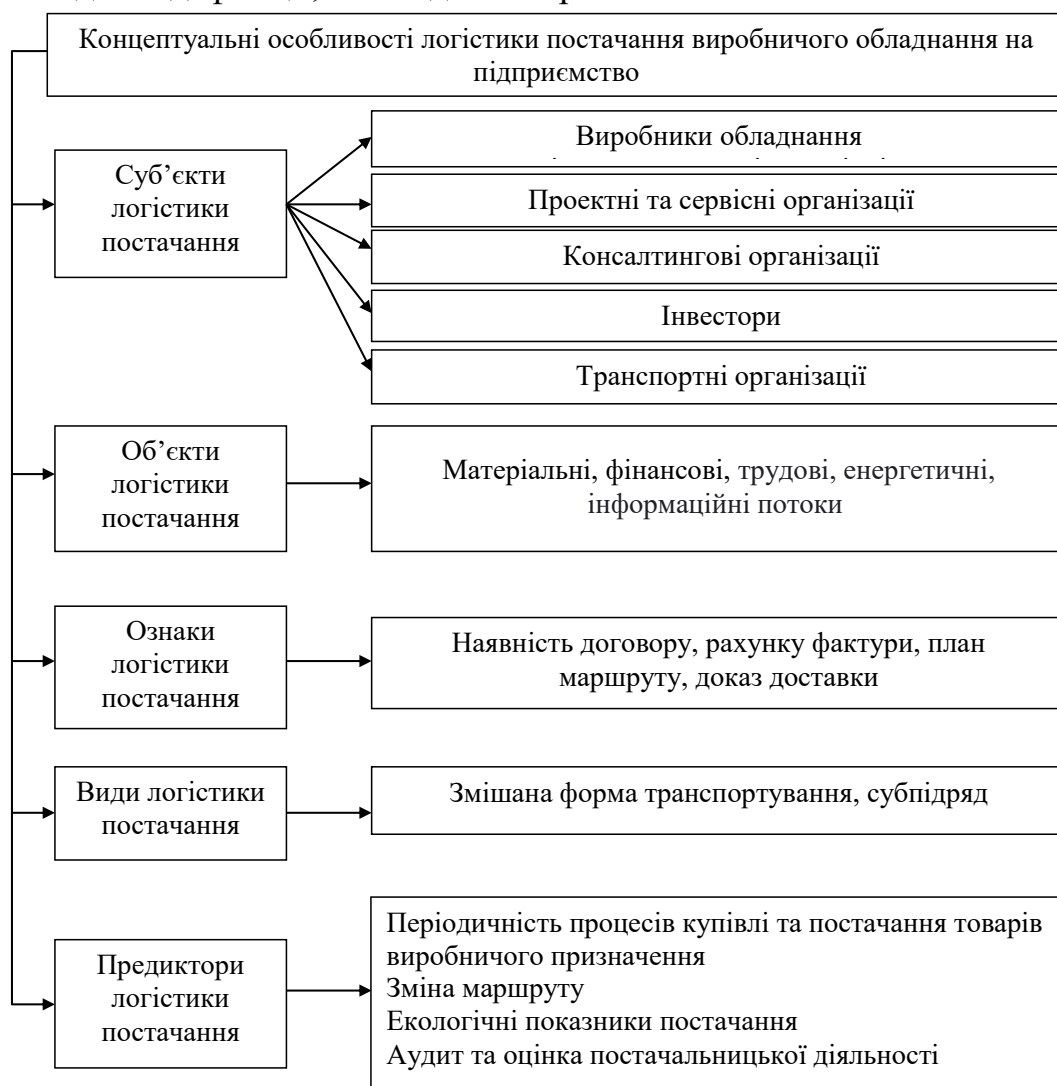 Концептуальні особливості логістики постачання виробничого обладнання на
підприємство
Суб’єкти
логістики
постачання
Виробники обладнання
Проектні та сервісні організації
Консалтингові організації
Інвестори
Транспортні організації
Об’єкти
логістики
постачання
Матеріальні, фінансові, трудові, енергетичні,
інформаційні потоки
Ознаки
логістики
постачання
Наявність договору, рахунку фактури, план
маршруту, доказ доставки
Види логістики
постачання
Змішана форма транспортування, субпідряд
Предиктори
логістики
постачання
Періодичність процесів купівлі та постачання товарів
виробничого призначення
Зміна маршруту
Екологічні показники постачання
Аудит та оцінка постачальницької діяльності